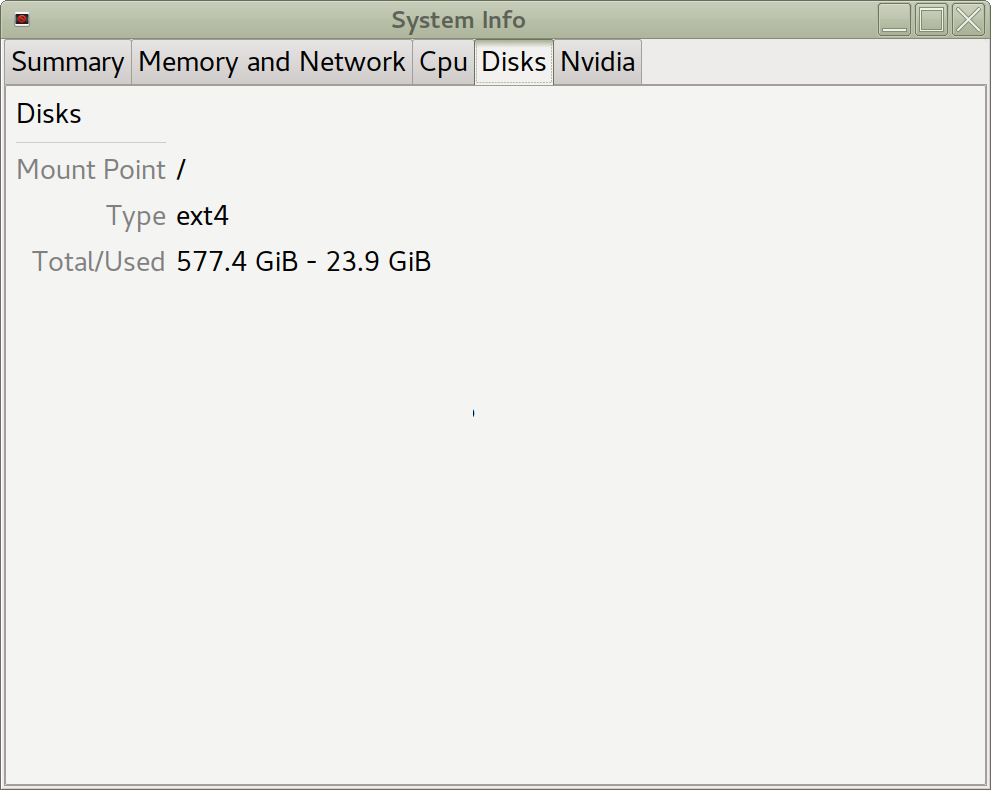 System Info
Summary Memory and Network Cpu Disks Nvidia
Disks
Mount Point /
Type ext4
Total/Used 577.4 GiB - 23.9 GiB